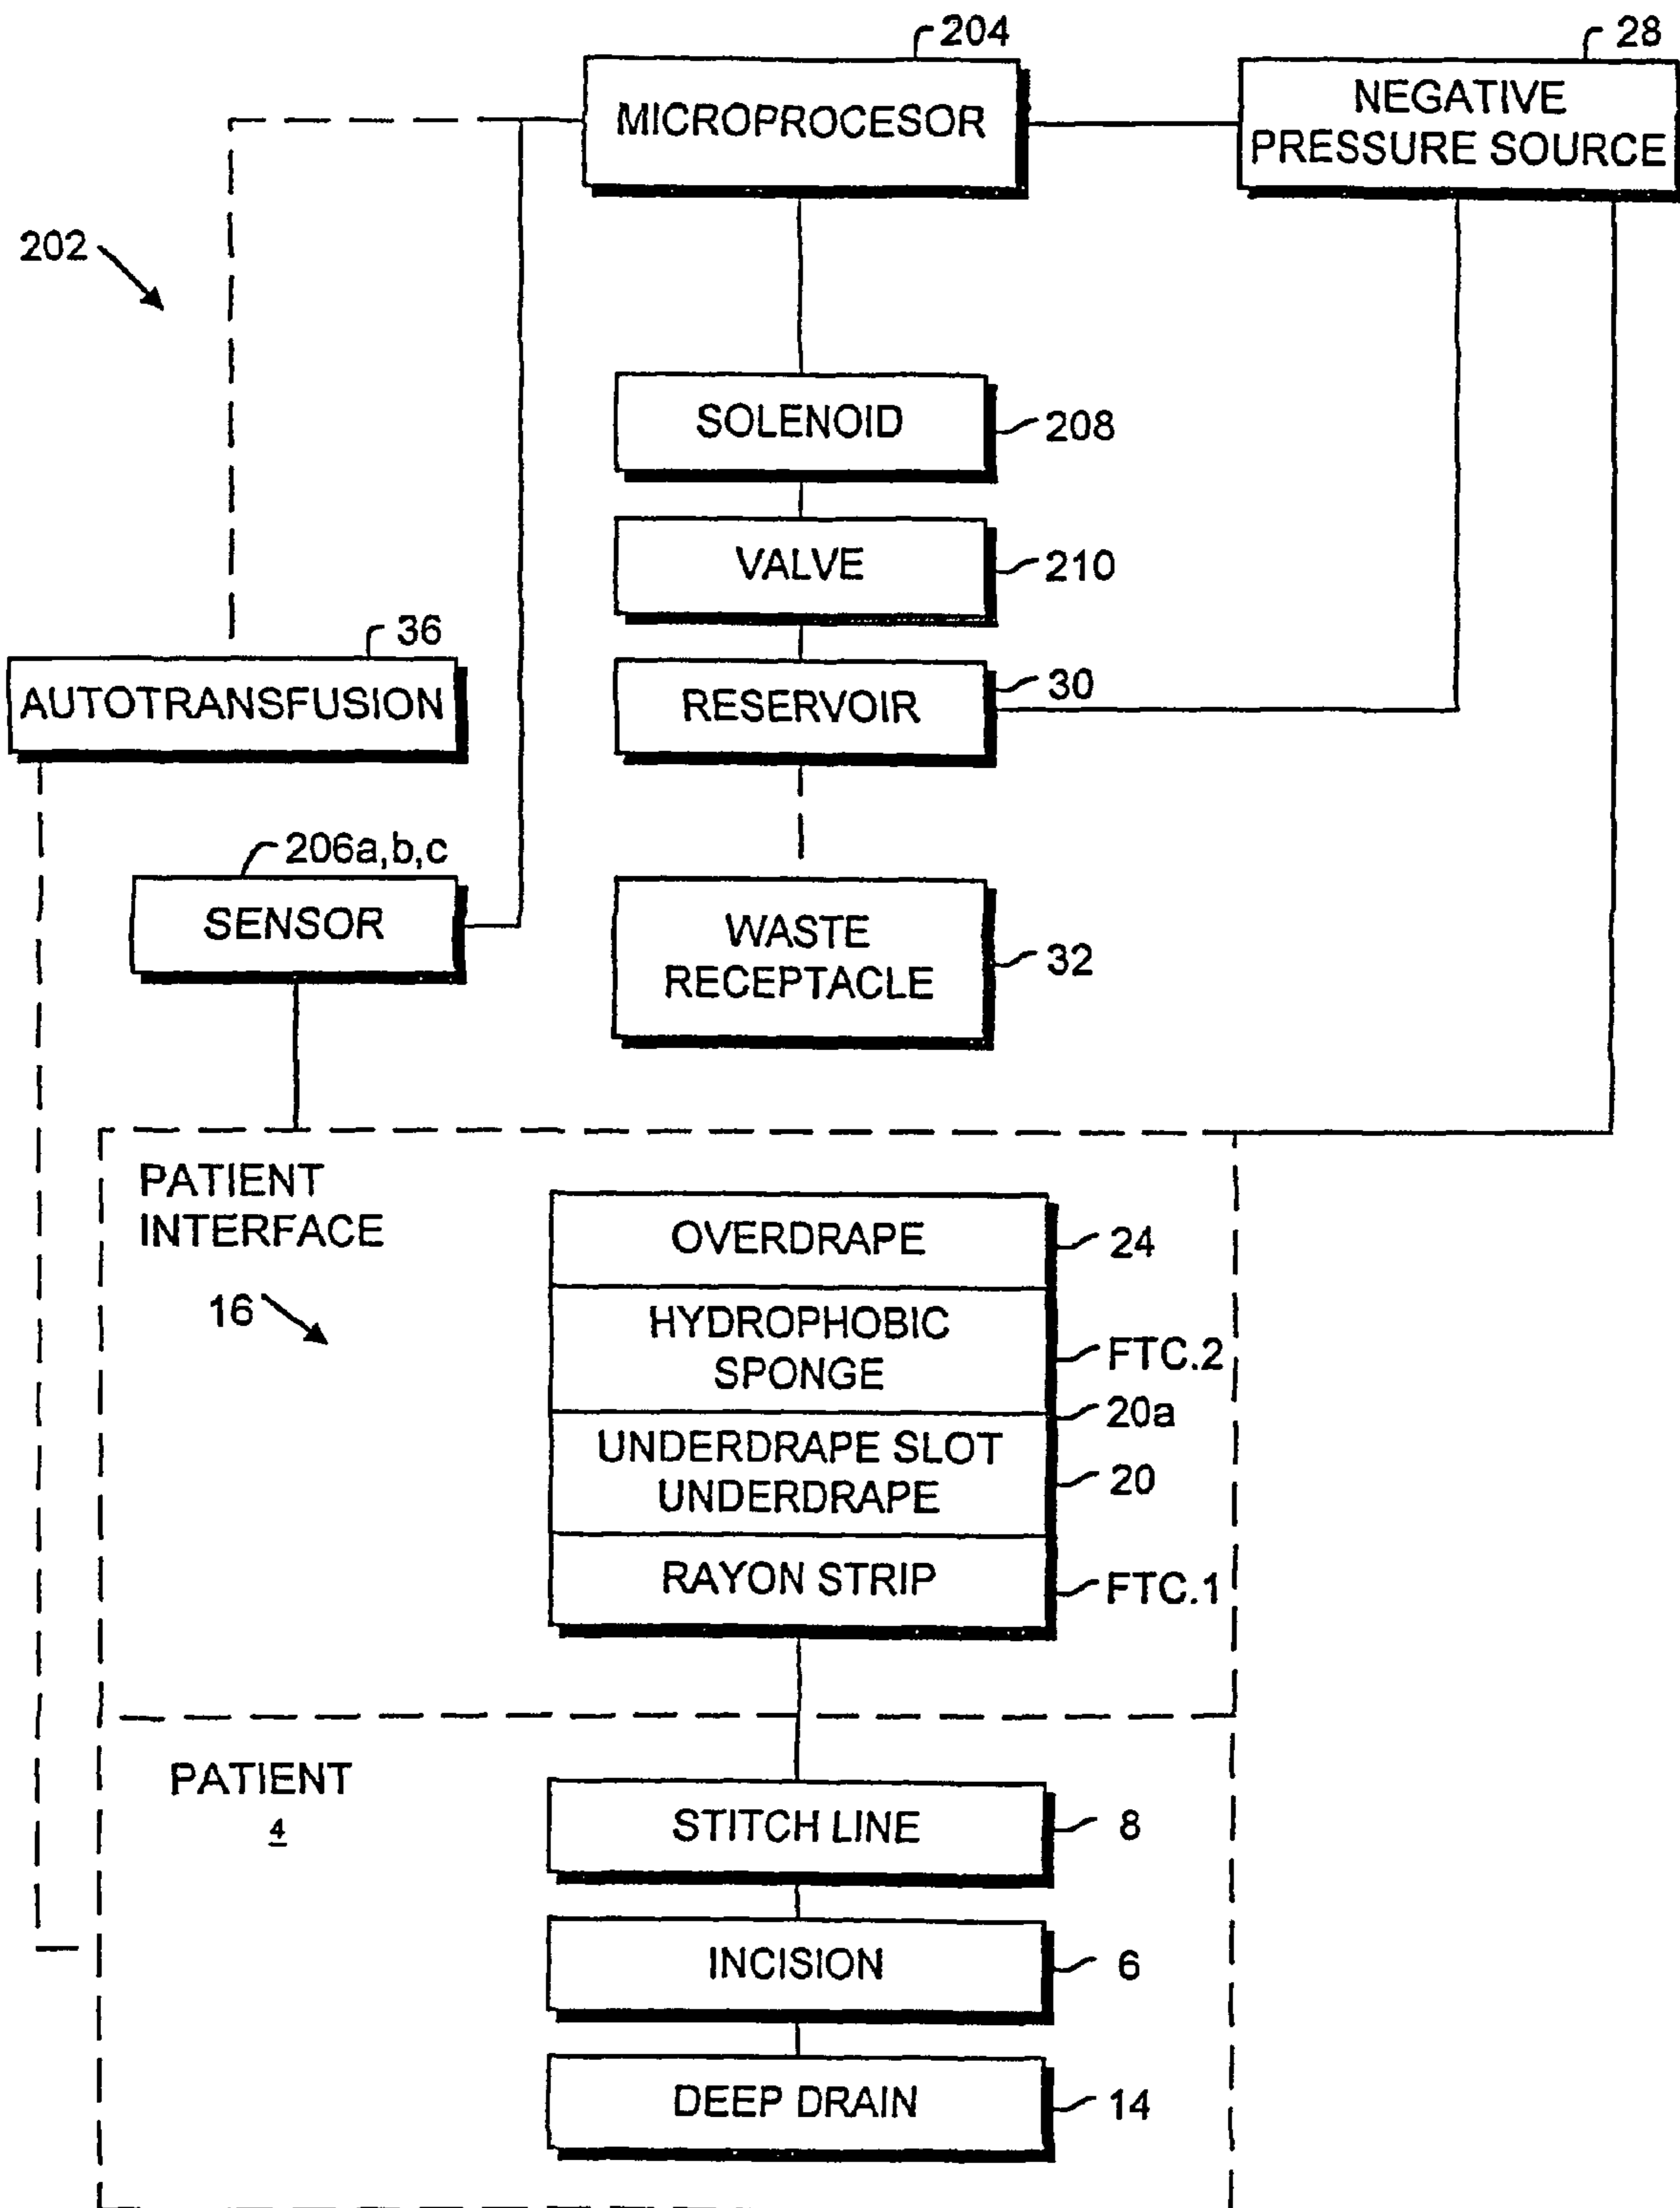 204
28
MICROPROCESOR
NEGATIVE
PRESSURE SOURCE
202
SOLENOID
208
VALVE
210
36
AUTOTRANSFUSION
RESERVOIR
30
206a,b,c
SENSOR
WASTE
RECEPTACLE
32
PATIENT
INTERFACE
16
OVERDRAPE
24
HYDROPHOBIC
SPONGE
FTC.2
20a
UNDERDRAPE SLOT
UNDERDRAPE
20
RAYON STRIP
FTC.1
PATIENT
4
STITCH LINE
8
INCISION
6
DEEP DRAIN
14